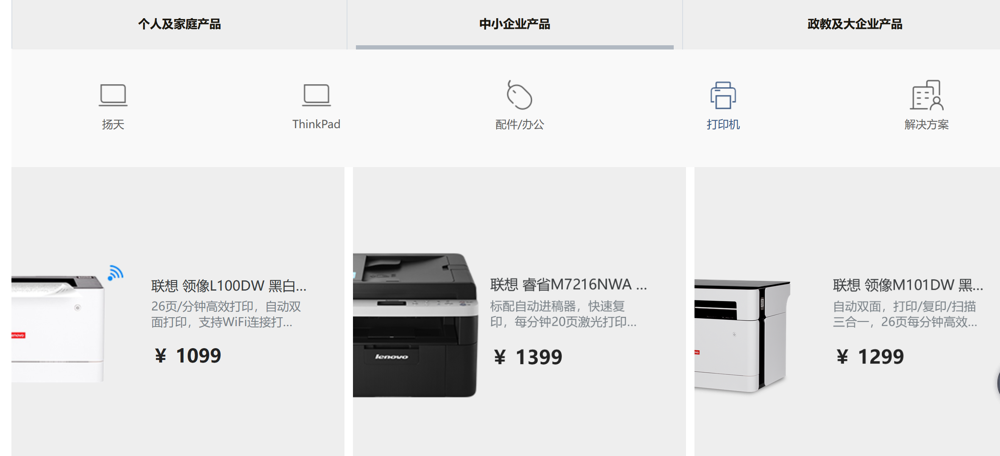 个人及家庭产品
中小企业产品
政教及大企业产品
扬天
ThinkPad
配件/办公
打印机
解决方案
联想 领像L100DW 黑白...
26页/分钟高效打印，自动双
面打印，支持WiFi连接打...
¥ 1099
lenovo
联想 睿省M7216NWA ...
标配自动进稿器，快速复
印，每分钟20页激光打印...
¥ 1399
lenovo
联想 领像M101DW 黑...
自动双面，打印/复印/扫描
三合一，26页每分钟高效...
¥ 1299